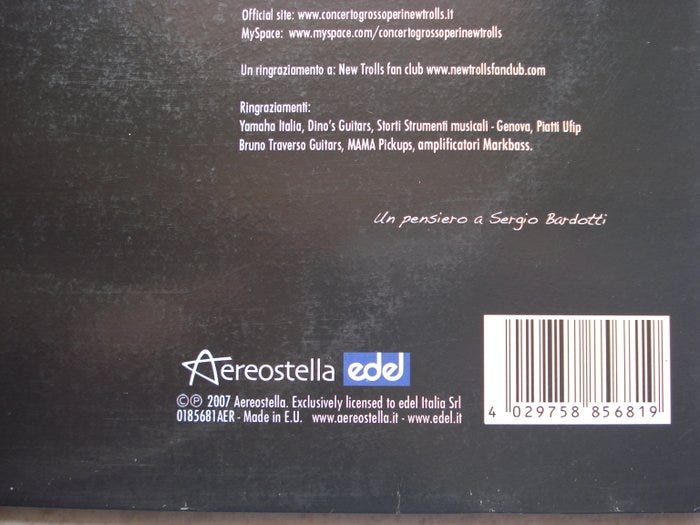 Official site: www.concertogrossoperinewtrolls.it
MySpace: www.myspace.com/concertogrossoperinewtrolls
Un ringraziamento a: New Trolls fan club www.newtrollsfanclub.com
Ringraziamenti:
Yamaha Italia, Dino's Guitars, Storti Strumenti musicali - Genova, Piatti Ufip
Bruno Traverso Guitars, MAMA Pickups, amplificatori Markbass.
Un pensiero a Sergio Bardotti
Aereostella edel
©℗ 2007 Aereostella. Exclusively licensed to edel Italia Srl
0185681AER - Made in E.U. www.aereostella.it - www.edel.it
4 029758 856819